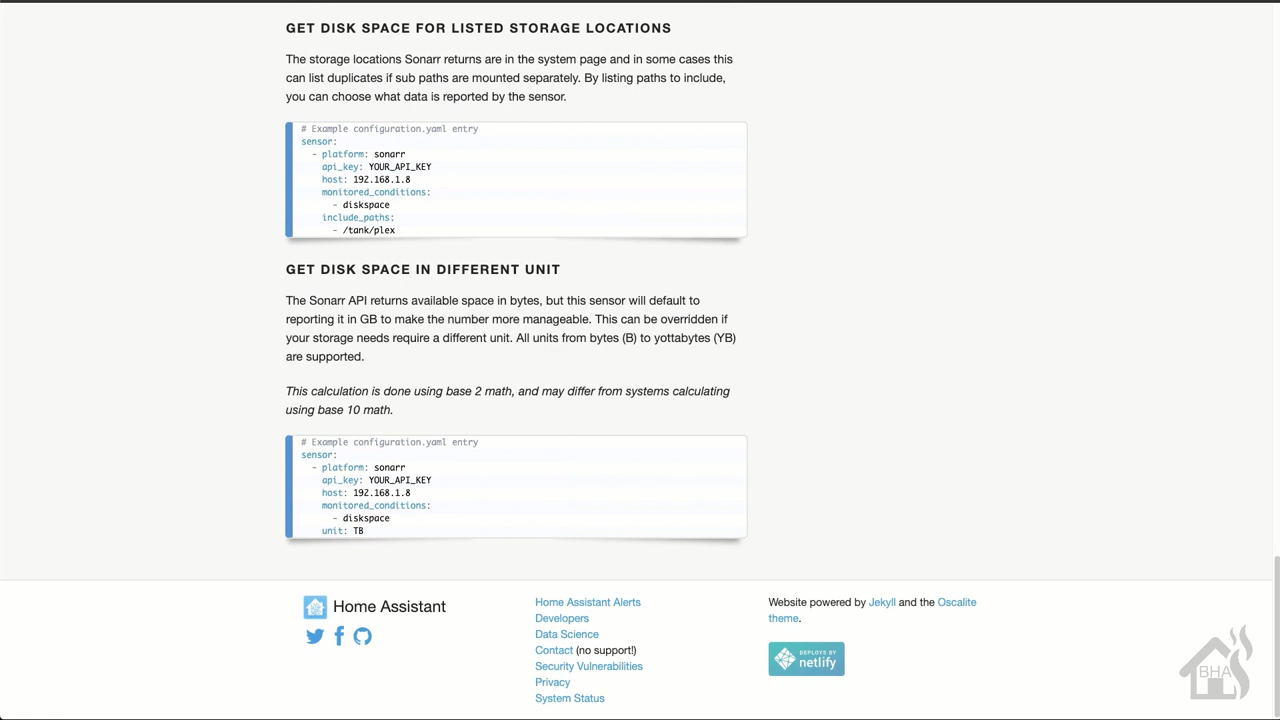 GET DISK SPACE FOR LISTED STORAGE LOCATIONS
The storage locations Sonarr returns are in the system page and in some cases this
can list duplicates if sub paths are mounted separately. By listing paths to include,
you can choose what data is reported by the sensor.
# Example configuration.yaml entry
sensor:
  - platform: sonarr
    api_key: YOUR_API_KEY
    host: 192.168.1.8
    monitored_conditions:
      - diskspace
    include_paths:
      - /tank/plex
GET DISK SPACE IN DIFFERENT UNIT
The Sonarr API returns available space in bytes, but this sensor will default to
reporting it in GB to make the number more manageable. This can be overridden if
your storage needs require a different unit. All units from bytes (B) to yottabytes (YB)
are supported.
This calculation is done using base 2 math, and may differ from systems calculating
using base 10 math.
# Example configuration.yaml entry
sensor:
  - platform: sonarr
    api_key: YOUR_API_KEY
    host: 192.168.1.8
    monitored_conditions:
      - diskspace
    unit: TB
Home Assistant
Home Assistant Alerts
Developers
Data Science
Contact (no support!)
Security Vulnerabilities
Privacy
System Status
Website powered by Jekyll and the Oscalite
theme.
DEPLOYS BY
netlify
BHA